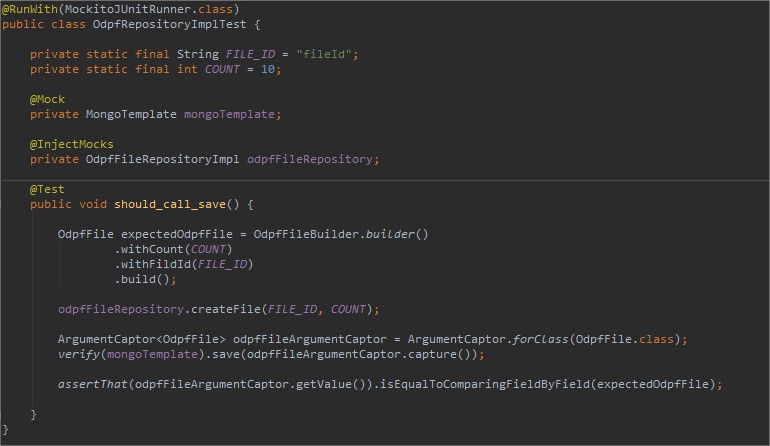 @RunWith(MockitoJUnitRunner.class)
public class OdpfRepositoryImplTest {
private static final String FILE_ID = "fileId";
private static final int COUNT = 10;
@Mock
private MongoTemplate mongoTemplate;
@InjectMocks
private OdpfFileRepositoryImpl odpfFileRepository;
@Test
public void should_call_save() {
OdpfFile expectedOdpfFile = OdpfFileBuilder.builder()
.withCount(COUNT)
.withFildId(FILE_ID)
.build();
odpfFileRepository.createFile(FILE_ID, COUNT);
ArgumentCaptor<OdpfFile> odpfFileArgumentCaptor = ArgumentCaptor.forClass(OdpfFile.class);
verify(mongoTemplate).save(odpfFileArgumentCaptor.capture());
assertThat(odpfFileArgumentCaptor.getValue()).isEqualToComparingFieldByField(expectedOdpfFile);
}
}